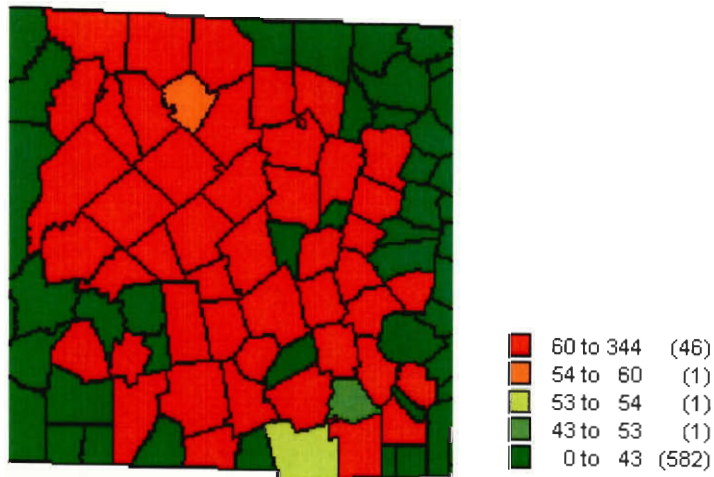 60 to 344 (46)
54 to 60 (1)
53 to 54 (1)
43 to 53 (1)
0 to 43 (582)